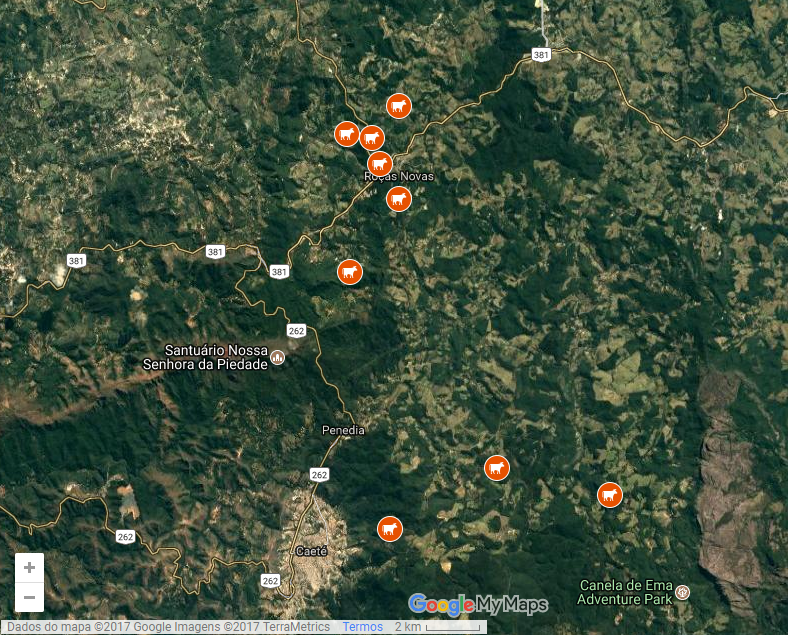 381
Roças Novas
381
381
381
262
Santuário Nossa
Senhora da Piedade
Penedia
262
262
Caeté
262
Canela de Ema
Adventure Park
Google My Maps
+
−
Dados do mapa ©2017 Google Imagens ©2017 TerraMetrics Termos 2 km